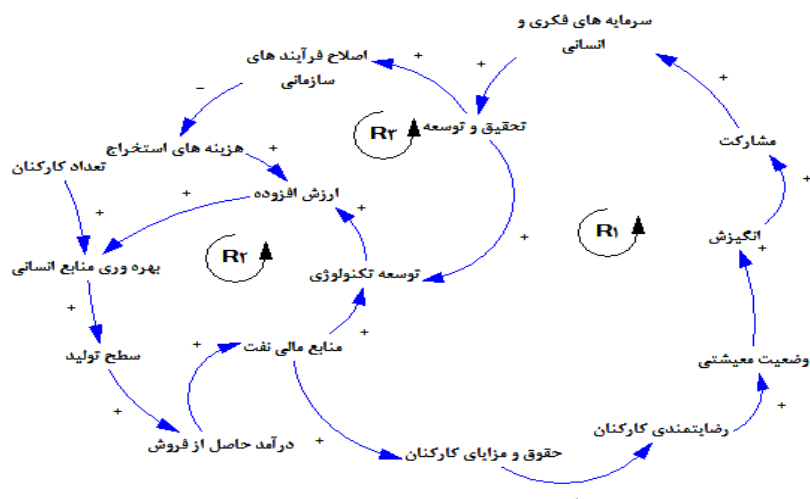 سرمایه های فکری و
انسانی
اصلاح فرآیند های
سازمانی
+
+
+
–
تحقیق و توسعه
R۳
مشارکت
هزینه های استخراج
+
تعداد کارکنان
+
ارزش افزوده
+
+
R۱
انگیزش
+
+
R۲
+
+
بهره وری منابع انسانی
توسعه تکنولوژی
+
+
منابع مالی نفت
+
سطح تولید
وضعیت معیشتی
+
+
رضایتمندی کارکنان
درآمد حاصل از فروش
+
حقوق و مزایای کارکنان